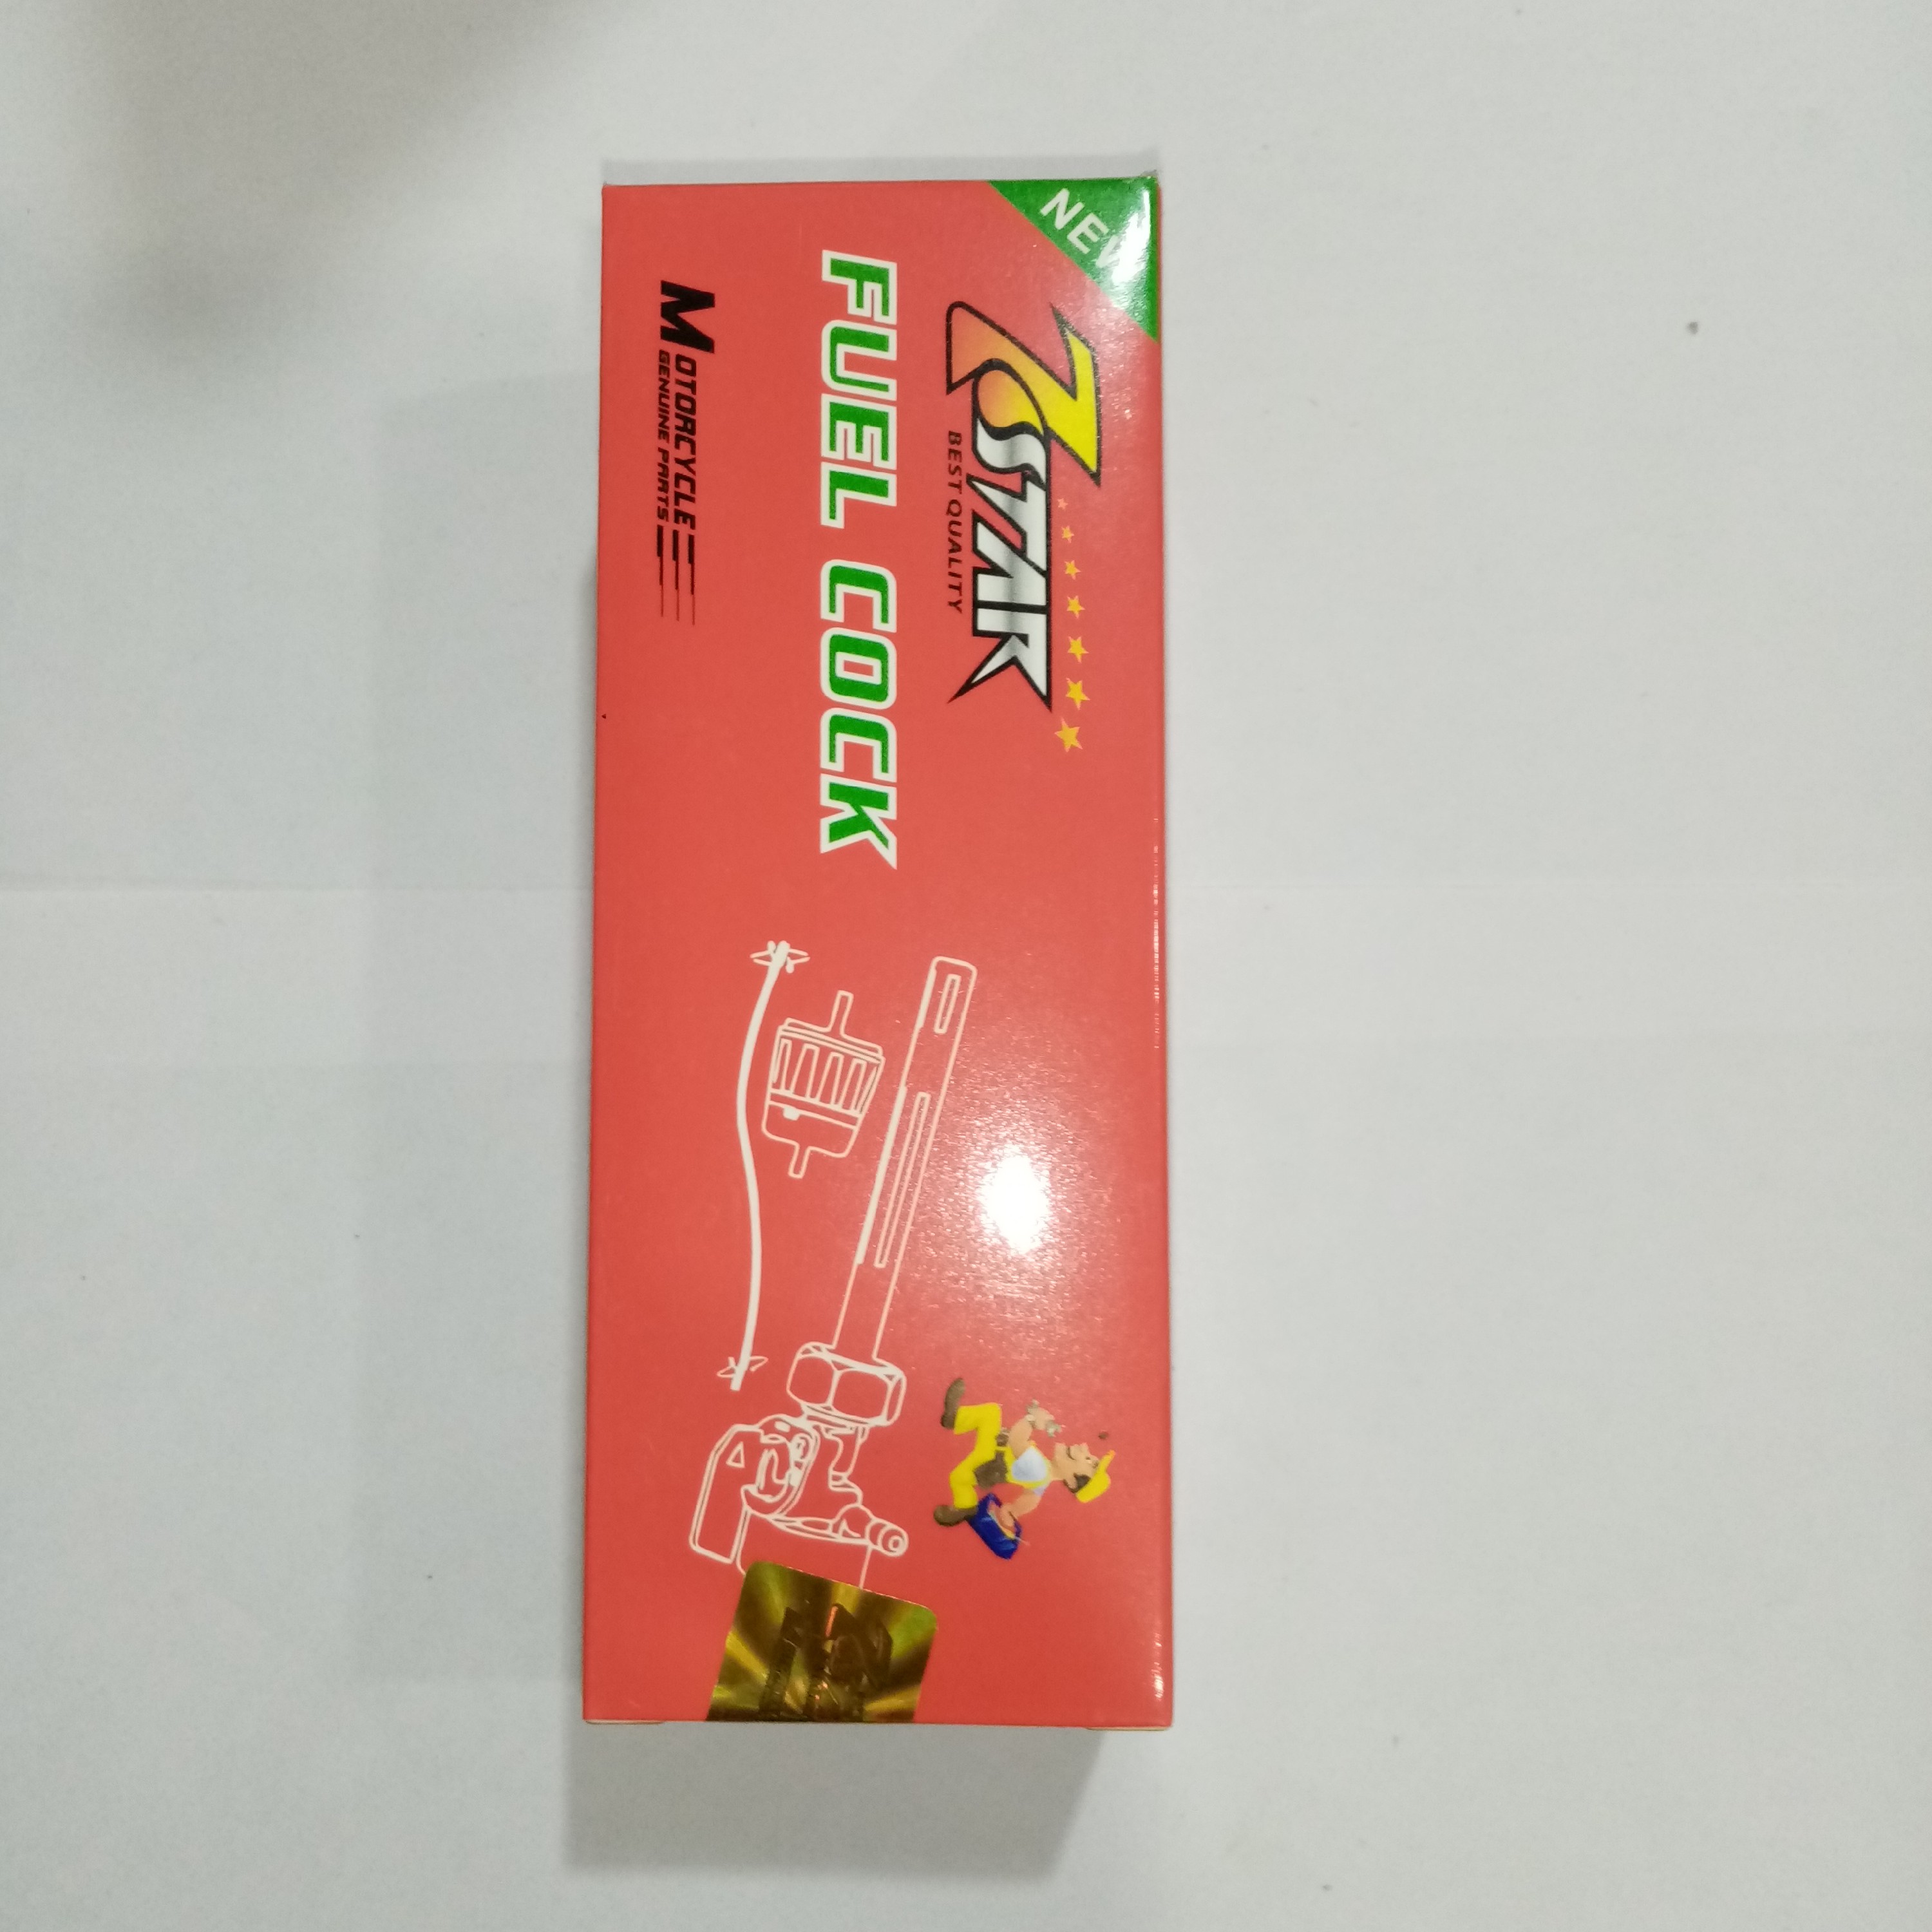 NEW
7STAR
BEST QUALITY
FUEL COCK
MOTORCYCLE
GENUINE PARTS